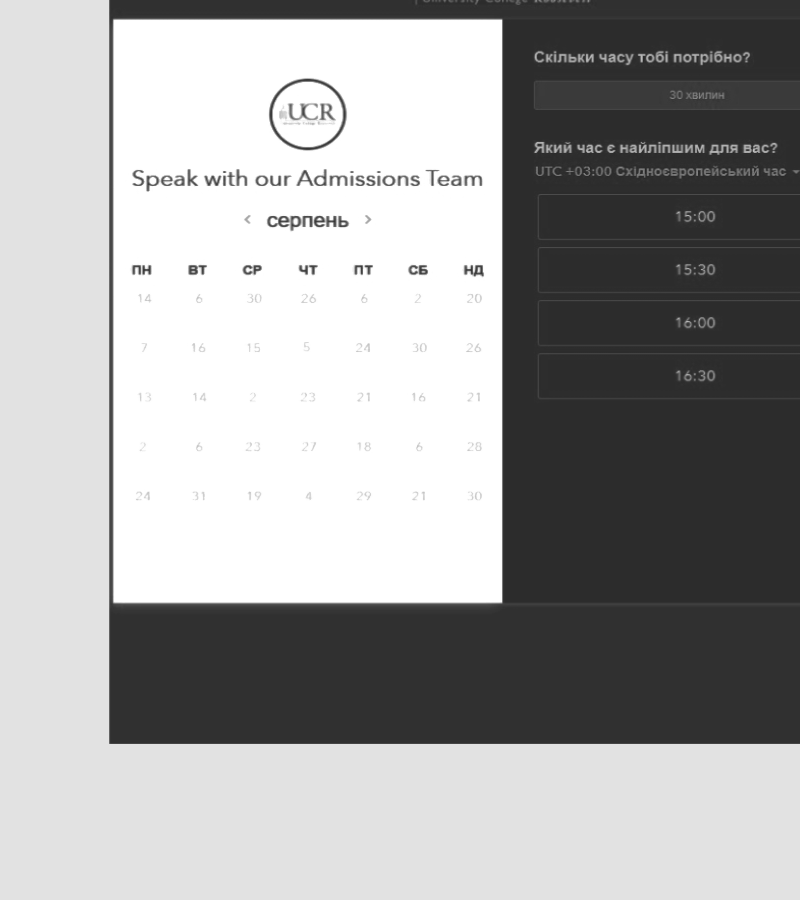 | University College Roosevelt
UCR
Speak with our Admissions Team
< серпень >
ПН ВТ СР ЧТ ПТ СБ НД
14 6 30 26 6 2 20
7 16 15 5 24 30 26
13 14 2 23 21 16 21
2 6 23 27 18 6 28
24 31 19 4 29 21 30
Скільки часу тобі потрібно?
30 хвилин
Який час є найліпшим для вас?
UTC +03:00 Східноєвропейський час
15:00
15:30
16:00
16:30